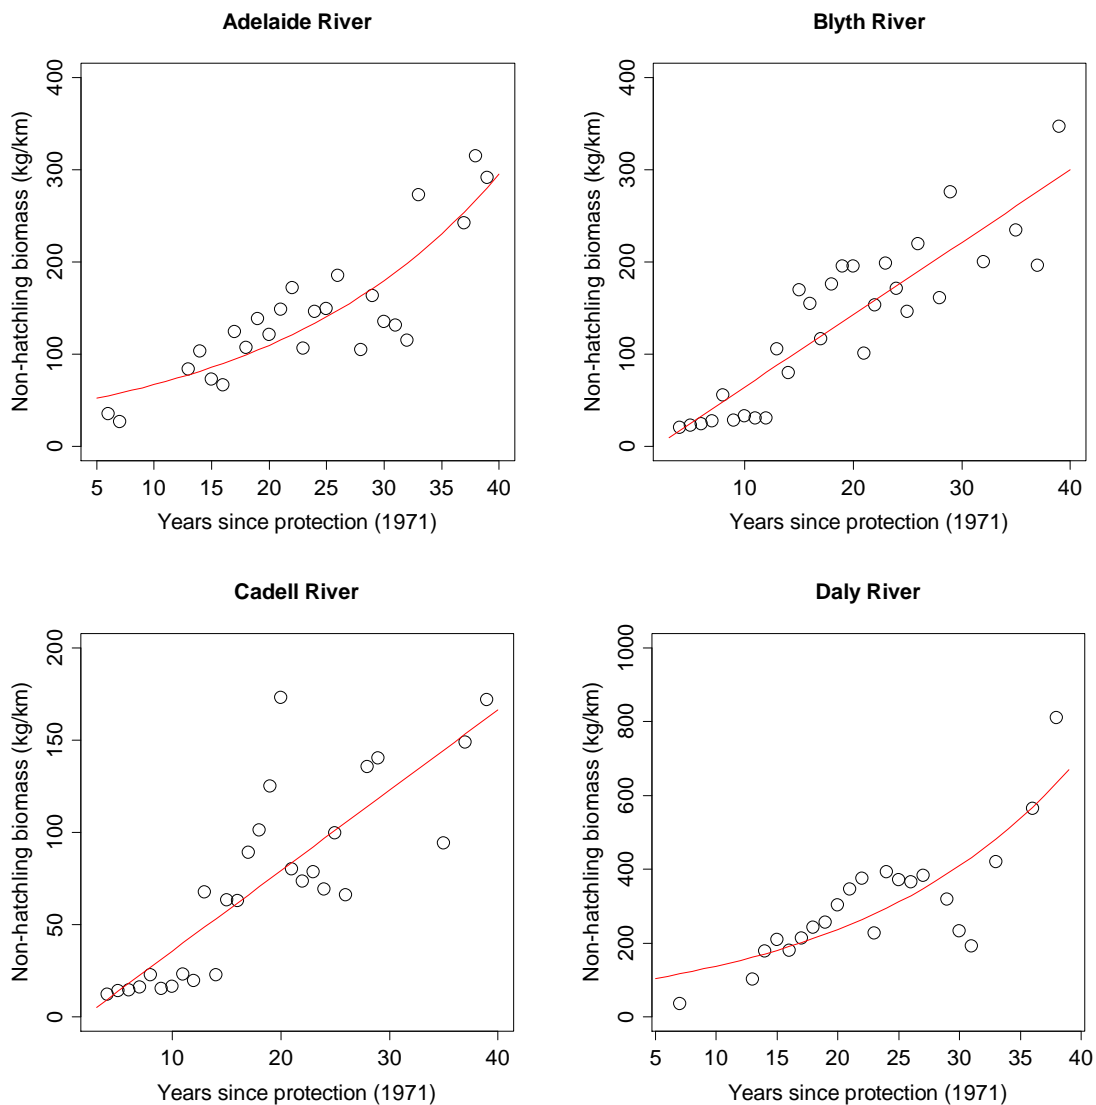 Adelaide River
Non-hatchling biomass (kg/km)
400
300
200
100
0
5 10 15 20 25 30 35 40
Years since protection (1971)
Blyth River
Non-hatchling biomass (kg/km)
400
300
200
100
0
10 20 30 40
Years since protection (1971)
Cadell River
Non-hatchling biomass (kg/km)
200
150
100
50
0
10 20 30 40
Years since protection (1971)
Daly River
Non-hatchling biomass (kg/km)
1000
800
600
400
200
0
5 10 15 20 25 30 35 40
Years since protection (1971)